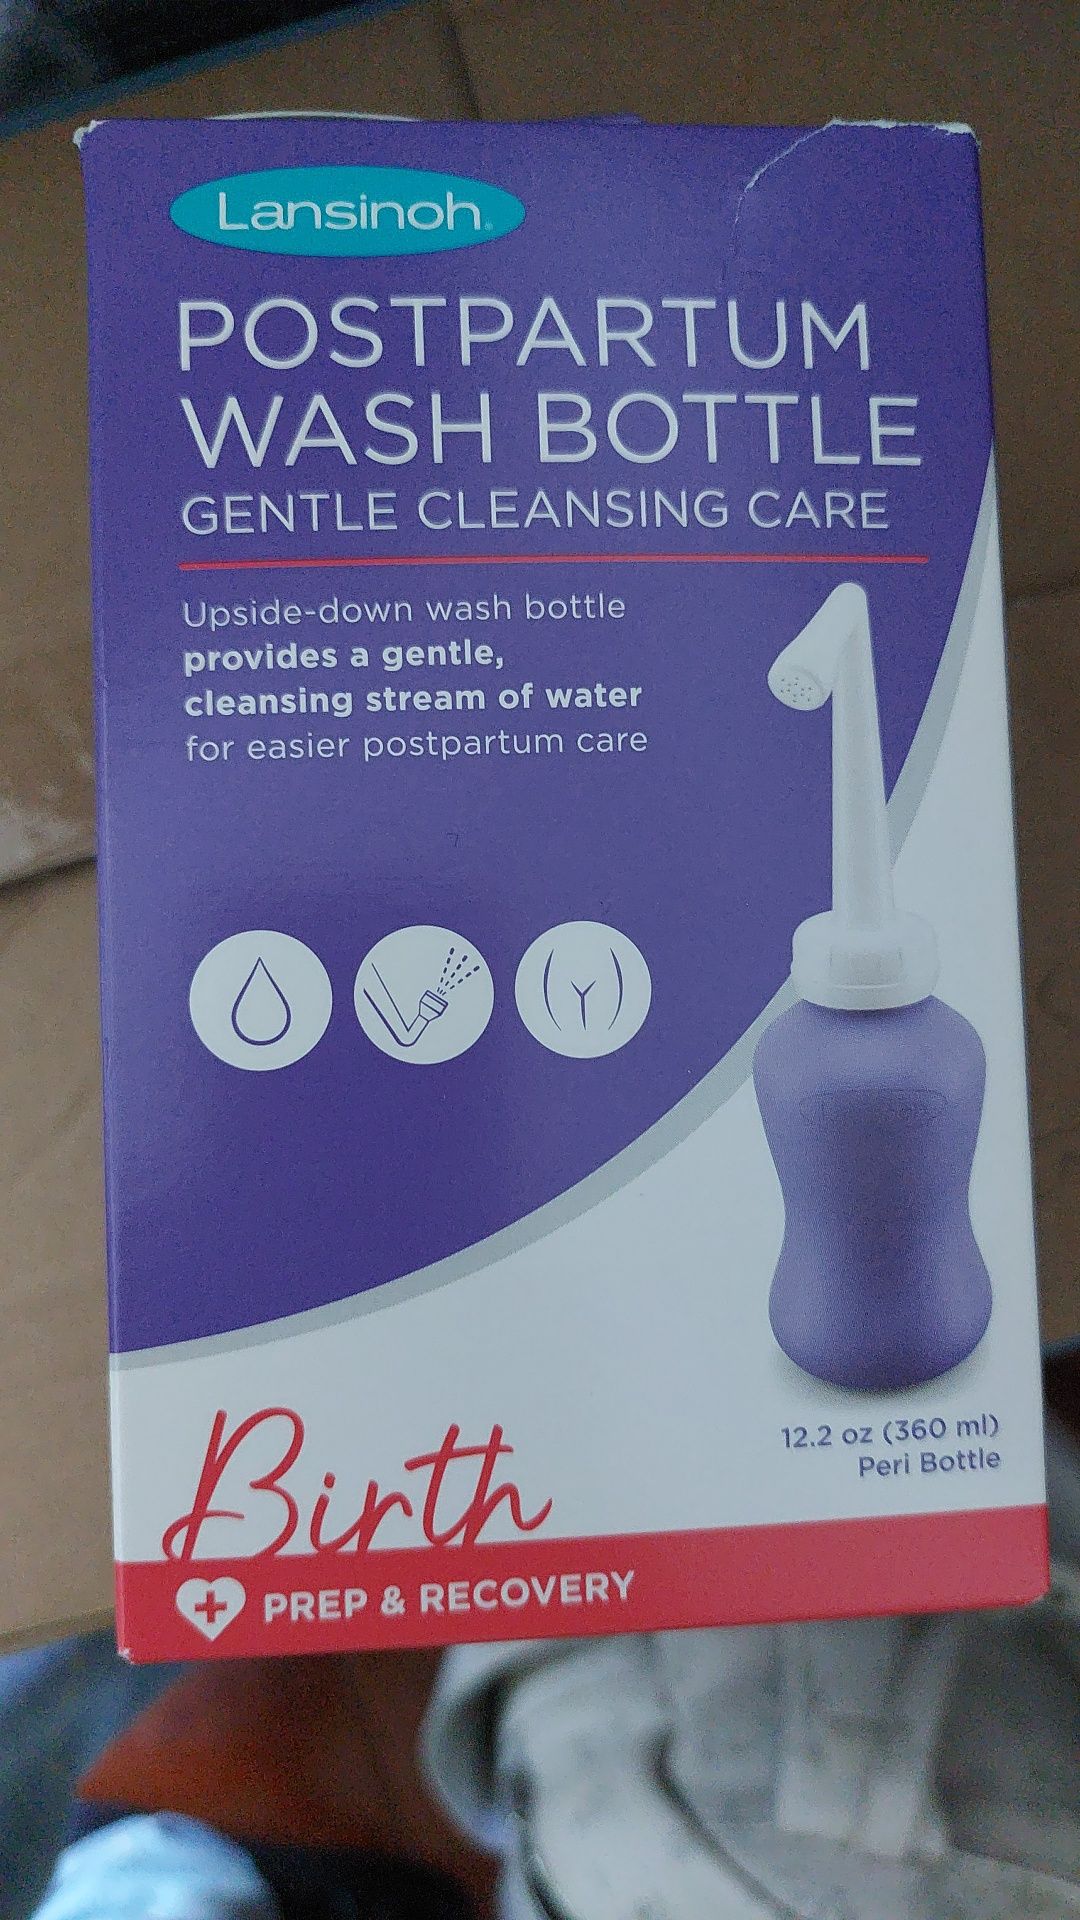 Lansinoh®
POSTPARTUM
WASH BOTTLE
GENTLE CLEANSING CARE
Upside-down wash bottle
provides a gentle,
cleansing stream of water
for easier postpartum care
12.2 oz (360 ml)
Peri Bottle
Birth
PREP & RECOVERY